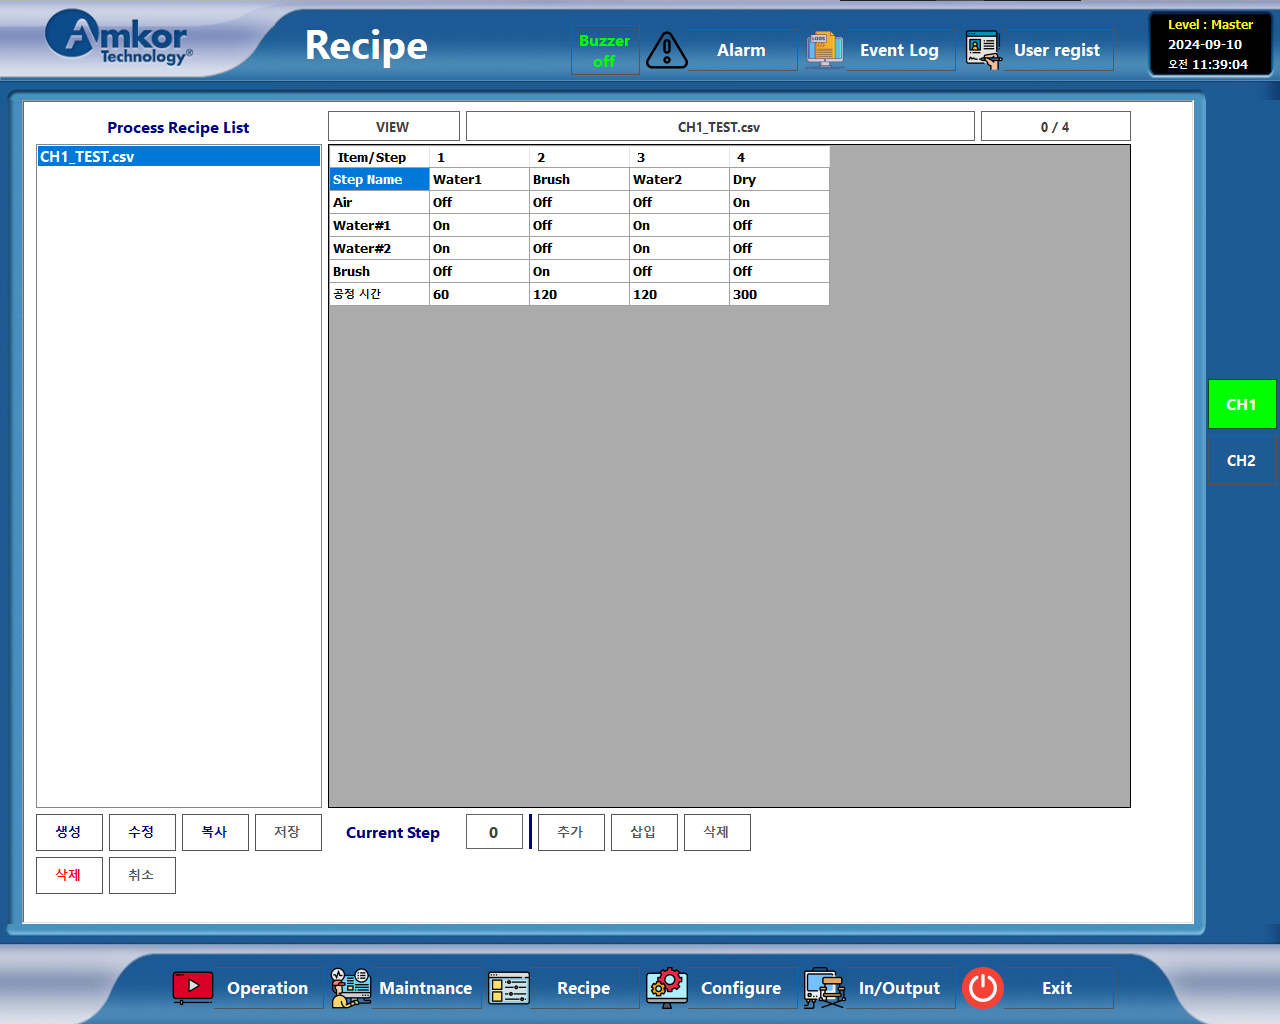 Amkor
Technology®
Recipe
Buzzer
off
Alarm
LOGS
Event Log
User regist
Level : Master
2024-09-10
오전 11:39:04
Process Recipe List
VIEW
CH1_TEST.csv
0 / 4
CH1_TEST.csv
Item/Step 1 2 3 4
Step Name Water1 Brush Water2 Dry
Air Off Off Off On
Water#1 On Off On Off
Water#2 On Off On Off
Brush Off On Off Off
공정 시간 60 120 120 300
CH1
CH2
생성 수정 복사 저장
Current Step 0 추가 삽입 삭제
삭제 취소
Operation Maintnance Recipe Configure In/Output Exit